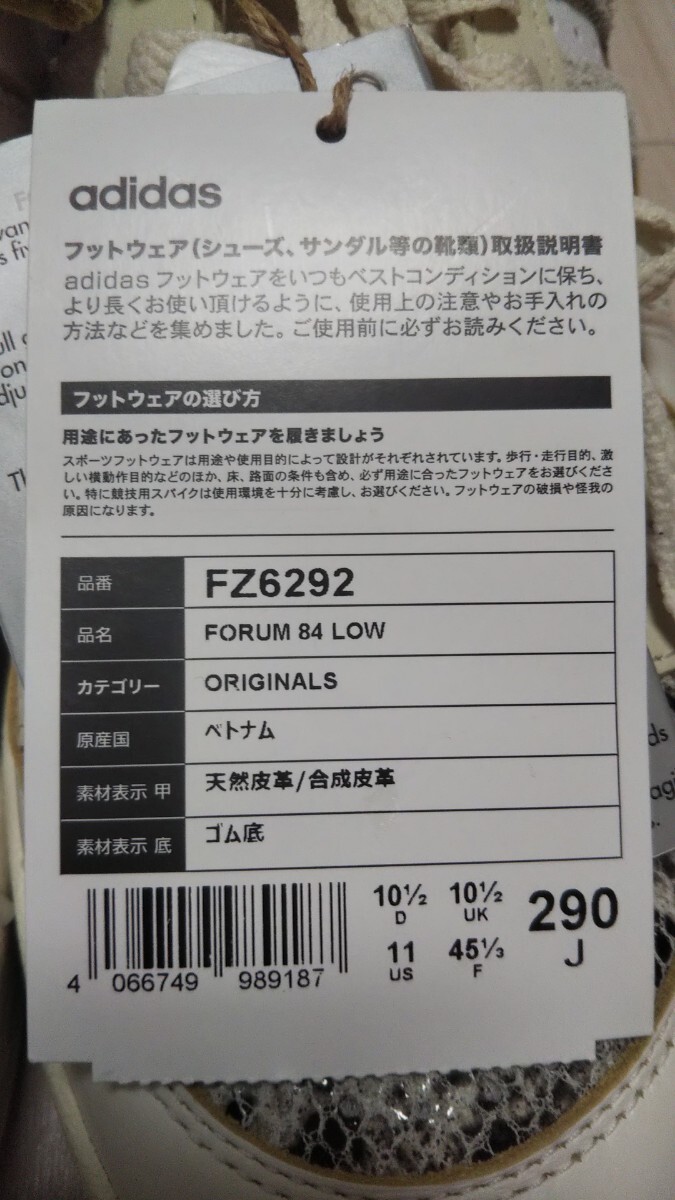 adidas
フットウェア(シューズ、サンダル等の靴類)取扱説明書
adidas フットウェアをいつもベストコンディションに保ち、
より長くお使い頂けるように、使用上の注意やお手入れの
方法などを集めました。ご使用前に必ずお読みください。
フットウェアの選び方
用途にあったフットウェアを履きましょう
スポーツフットウェアは用途や使用目的によって設計がそれぞれされています。歩行・走行目的、激
しい横動作目的などのほか、床、路面の条件も含め、必ず用途に合ったフットウェアをお選びくださ
い。特に競技用スパイクは使用環境を十分に考慮し、お選びください。フットウェアの破損や怪我の
原因になります。
品番 FZ6292
品名 FORUM 84 LOW
カテゴリー ORIGINALS
原産国 ベトナム
素材表示 甲 天然皮革/合成皮革
素材表示 底 ゴム底
10½ 10½ 290
D UK J
11 45⅓
US F
4 066749 989187